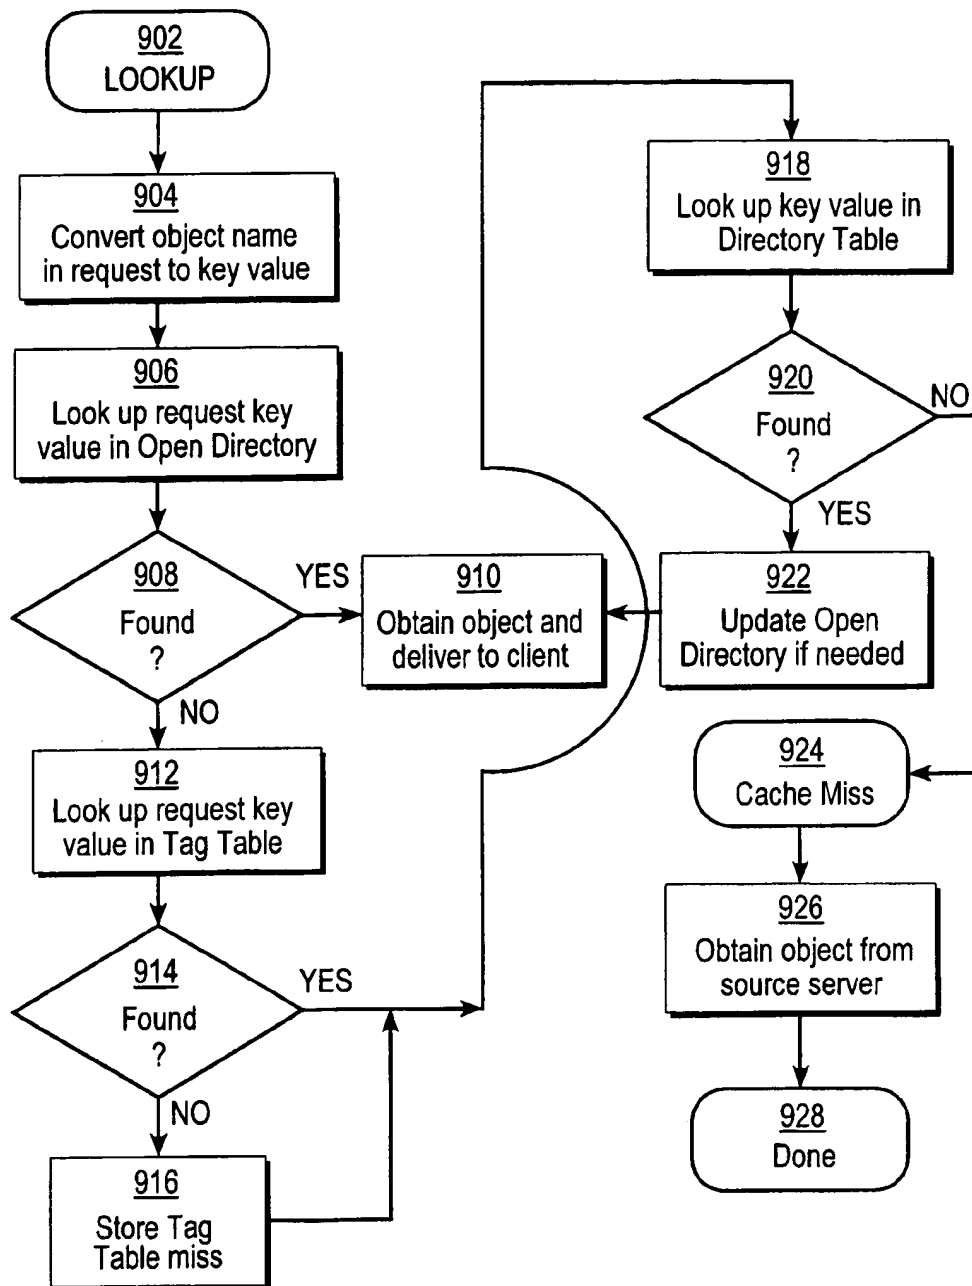 902
LOOKUP
904
Convert object name
in request to key value
906
Look up request key
value in Open Directory
908
Found
?
YES
NO
910
Obtain object and
deliver to client
912
Look up request key
value in Tag Table
914
Found
?
YES
NO
916
Store Tag
Table miss
918
Look up key value in
Directory Table
920
Found
?
NO
YES
922
Update Open
Directory if needed
924
Cache Miss
926
Obtain object from
source server
928
Done